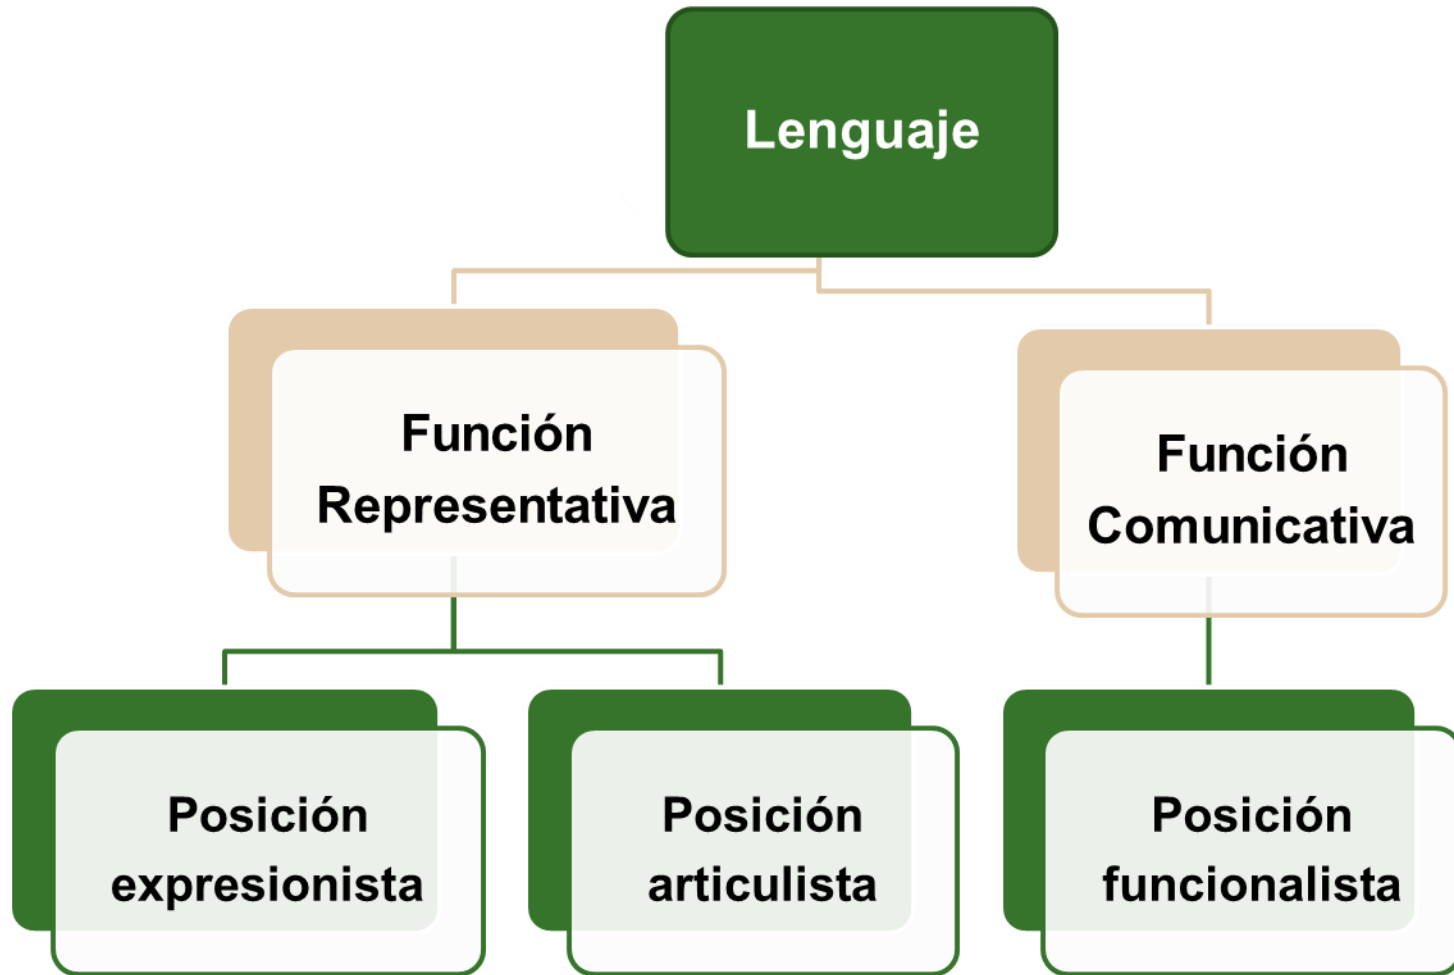 Lenguaje
Función
Representativa
Función
Comunicativa
Posición
expresionista
Posición
articulista
Posición
funcionalista